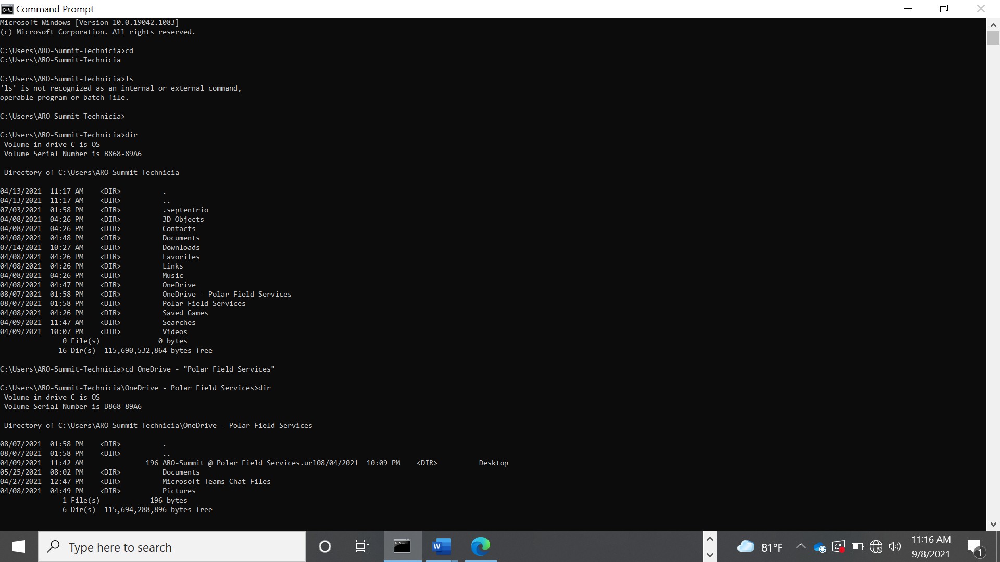 Command Prompt
Microsoft Windows [Version 10.0.19042.1083]
(c) Microsoft Corporation. All rights reserved.
C:\Users\ARO-Summit-Technicia>cd
C:\Users\ARO-Summit-Technicia
C:\Users\ARO-Summit-Technicia>ls
'ls' is not recognized as an internal or external command,
operable program or batch file.
C:\Users\ARO-Summit-Technicia>
C:\Users\ARO-Summit-Technicia>dir
 Volume in drive C is OS
 Volume Serial Number is B868-89A6
 Directory of C:\Users\ARO-Summit-Technicia
04/13/2021  11:17 AM    <DIR>          .
04/13/2021  11:17 AM    <DIR>          ..
07/03/2021  01:58 PM    <DIR>          .septentrio
04/08/2021  04:26 PM    <DIR>          3D Objects
04/08/2021  04:26 PM    <DIR>          Contacts
04/08/2021  04:48 PM    <DIR>          Documents
07/14/2021  10:27 AM    <DIR>          Downloads
04/08/2021  04:26 PM    <DIR>          Favorites
04/08/2021  04:26 PM    <DIR>          Links
04/08/2021  04:26 PM    <DIR>          Music
04/08/2021  04:47 PM    <DIR>          OneDrive
08/07/2021  01:58 PM    <DIR>          OneDrive - Polar Field Services
08/07/2021  01:58 PM    <DIR>          Polar Field Services
04/08/2021  04:26 PM    <DIR>          Saved Games
04/09/2021  11:47 AM    <DIR>          Searches
04/09/2021  10:07 PM    <DIR>          Videos
               0 File(s)              0 bytes
              16 Dir(s)  115,690,532,864 bytes free
C:\Users\ARO-Summit-Technicia>cd OneDrive - "Polar Field Services"
C:\Users\ARO-Summit-Technicia\OneDrive - Polar Field Services>dir
 Volume in drive C is OS
 Volume Serial Number is B868-89A6
 Directory of C:\Users\ARO-Summit-Technicia\OneDrive - Polar Field Services
08/07/2021  01:58 PM    <DIR>          .
08/07/2021  01:58 PM    <DIR>          ..
04/09/2021  11:42 AM               196 ARO-Summit @ Polar Field Services.url08/04/2021  10:09 PM    <DIR>          Desktop
05/25/2021  08:02 PM    <DIR>          Documents
04/27/2021  12:47 PM    <DIR>          Microsoft Teams Chat Files
04/08/2021  04:49 PM    <DIR>          Pictures
               1 File(s)            196 bytes
               6 Dir(s)  115,694,288,896 bytes free
Type here to search
81°F
11:16 AM
9/8/2021
1